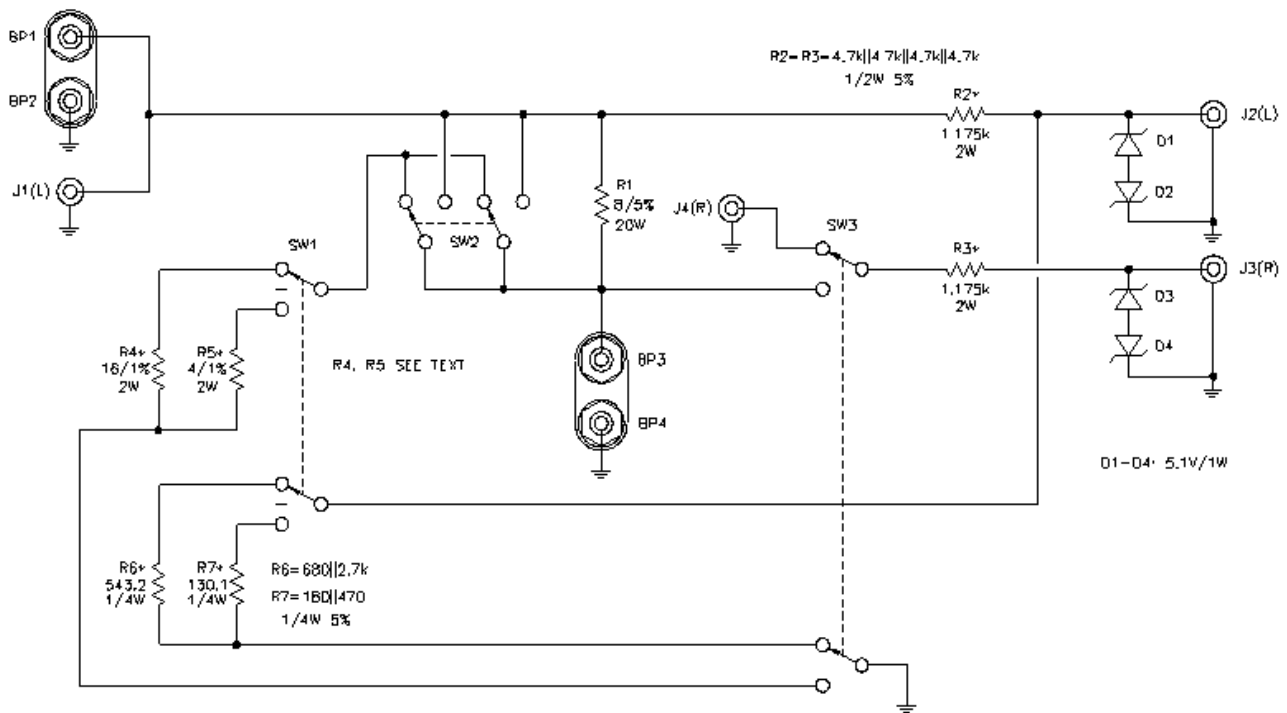 BP1
BP2
J1(L)
R2=R3=4.7k||4.7k||4.7k||4.7k
1/2W 5%
R2*
1.175k
2W
J2(L)
D1
D2
R1
8/5%
20W
J4(R)
SW1
SW2
SW3
R3*
1.175k
2W
J3(R)
D3
D4
R4*
16/1%
2W
R5*
4/1%
2W
R4, R5 SEE TEXT
BP3
BP4
D1-D4: 5.1V/1W
R6*
543.2
1/4W
R7*
130.1
1/4W
R6=680||2.7k
R7=180||470
1/4W 5%